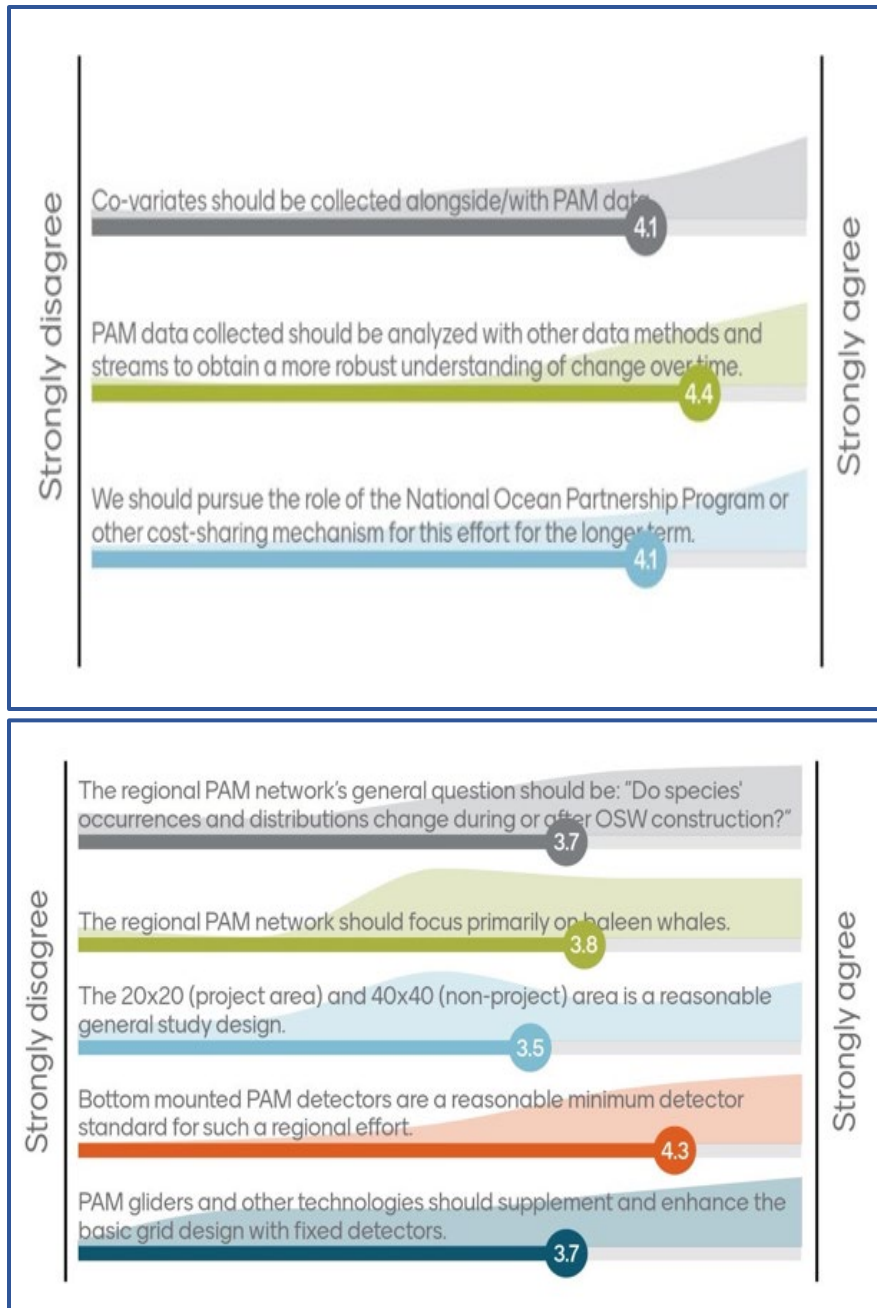 Strongly disagree
Co-variates should be collected alongside/with PAM data.
4.1
PAM data collected should be analyzed with other data methods and
streams to obtain a more robust understanding of change over time.
4.4
We should pursue the role of the National Ocean Partnership Program or
other cost-sharing mechanism for this effort for the longer term.
4.1
Strongly agree
Strongly disagree
The regional PAM network's general question should be: “Do species'
occurrences and distributions change during or after OSW construction?”
3.7
The regional PAM network should focus primarily on baleen whales.
3.8
The 20x20 (project area) and 40x40 (non-project) area is a reasonable
general study design.
3.5
Bottom mounted PAM detectors are a reasonable minimum detector
standard for such a regional effort.
4.3
PAM gliders and other technologies should supplement and enhance the
basic grid design with fixed detectors.
3.7
Strongly agree